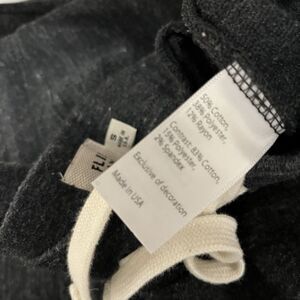 50% Cotton,
38% Polyester,
12% Rayon
Contrast: 83% Cotton,
15% Polyester,
2% Spandex
Exclusive of decoration
Made in USA
S
FLI